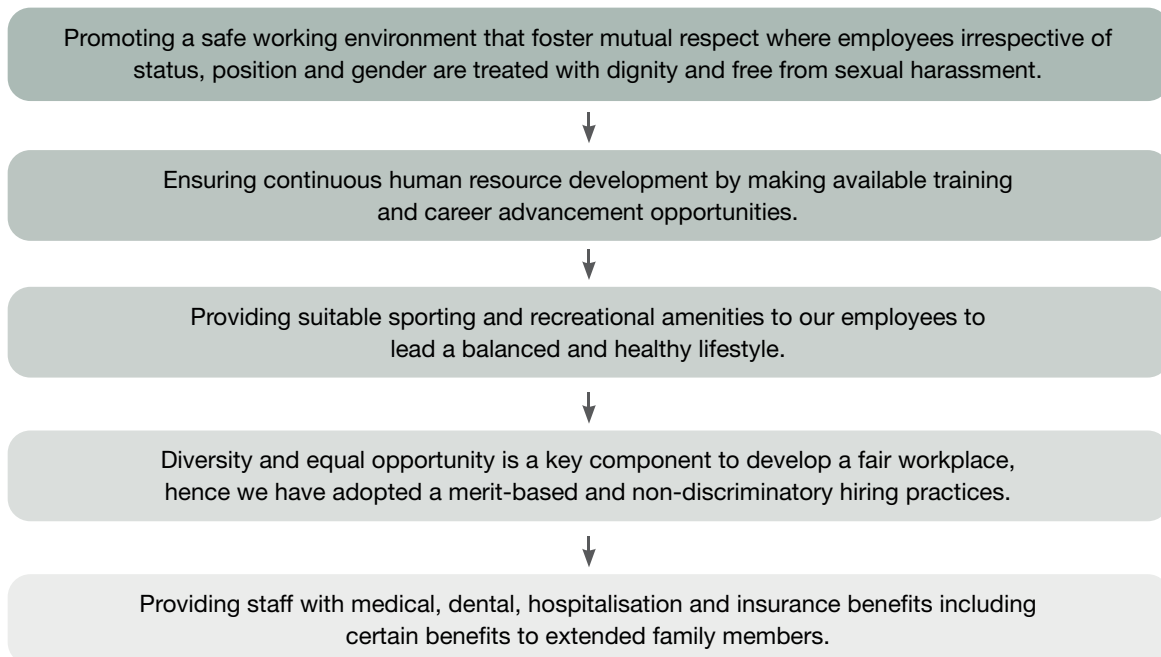 Promoting a safe working environment that foster mutual respect where employees irrespective of
status, position and gender are treated with dignity and free from sexual harassment.
Ensuring continuous human resource development by making available training
and career advancement opportunities.
Providing suitable sporting and recreational amenities to our employees to
lead a balanced and healthy lifestyle.
Diversity and equal opportunity is a key component to develop a fair workplace,
hence we have adopted a merit-based and non-discriminatory hiring practices.
Providing staff with medical, dental, hospitalisation and insurance benefits including
certain benefits to extended family members.